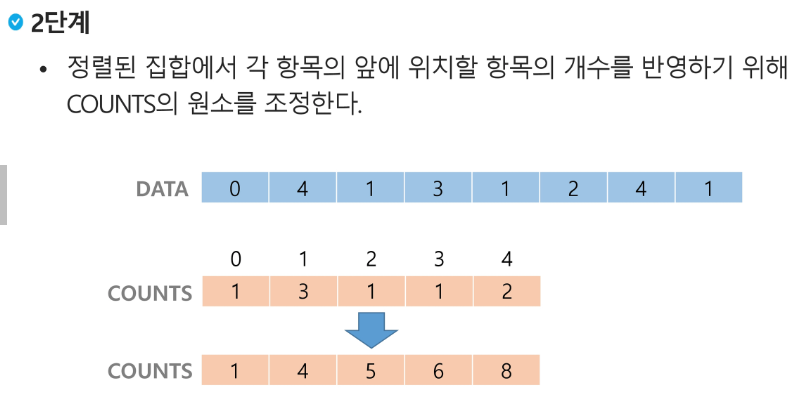 2단계
• 정렬된 집합에서 각 항목의 앞에 위치할 항목의 개수를 반영하기 위해
COUNTS의 원소를 조정한다.
DATA 0 4 1 3 1 2 4 1
0 1 2 3 4
COUNTS 1 3 1 1 2
COUNTS 1 4 5 6 8